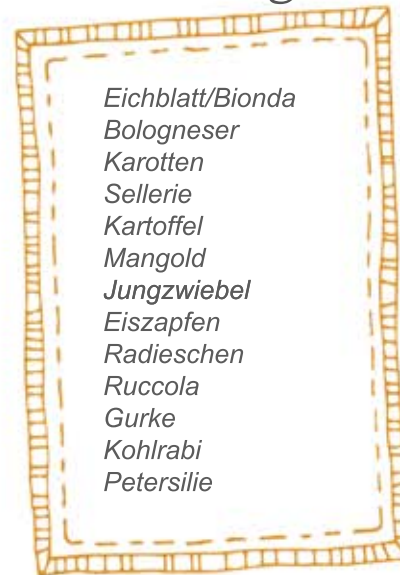 Eichblatt/Bionda
Bologneser
Karotten
Sellerie
Kartoffel
Mangold
Jungzwiebel
Eiszapfen
Radieschen
Ruccola
Gurke
Kohlrabi
Petersilie